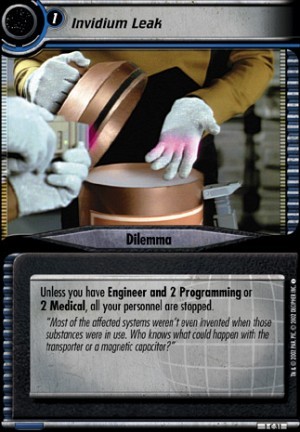 1 Invidium Leak
Dilemma
Unless you have Engineer and 2 Programming or
2 Medical, all your personnel are stopped.
"Most of the affected systems weren't even invented when those
substances were in use. Who knows what could happen with the
transporter or a magnetic capacitor?"
1 C 31